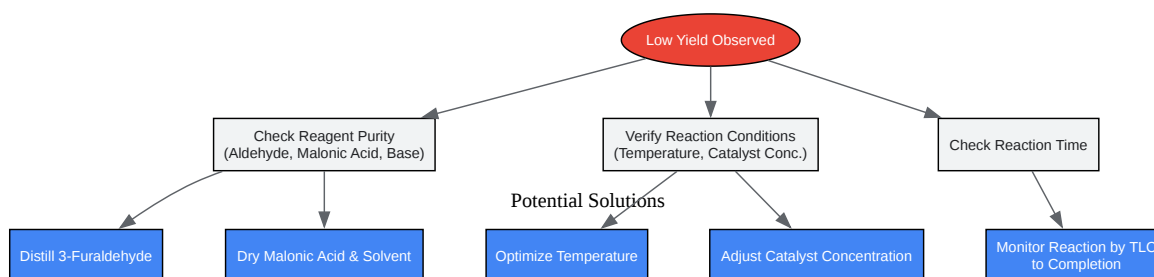 Low Yield Observed
Check Reagent Purity
(Aldehyde, Malonic Acid, Base)
Verify Reaction Conditions
(Temperature, Catalyst Conc.)
Check Reaction Time
Potential Solutions
Distill 3-Furaldehyde
Dry Malonic Acid & Solvent
Optimize Temperature
Adjust Catalyst Concentration
Monitor Reaction by TLC
to Completion